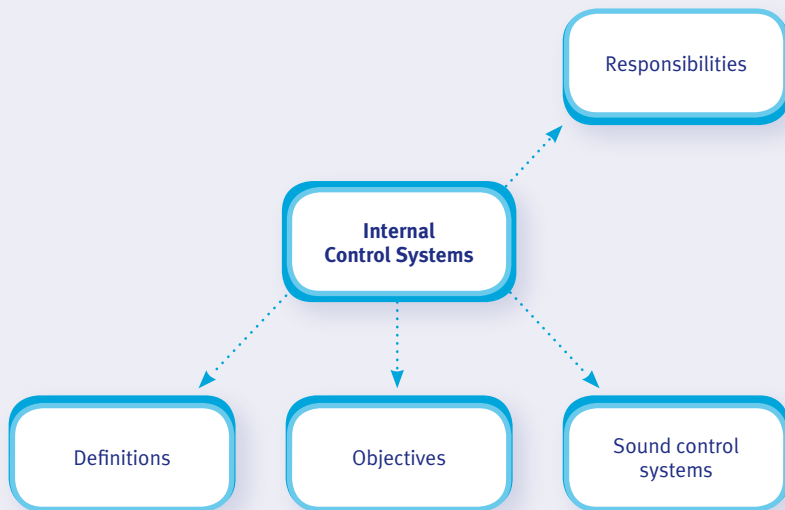 Responsibilities
Internal
Control Systems
Definitions
Objectives
Sound control
systems